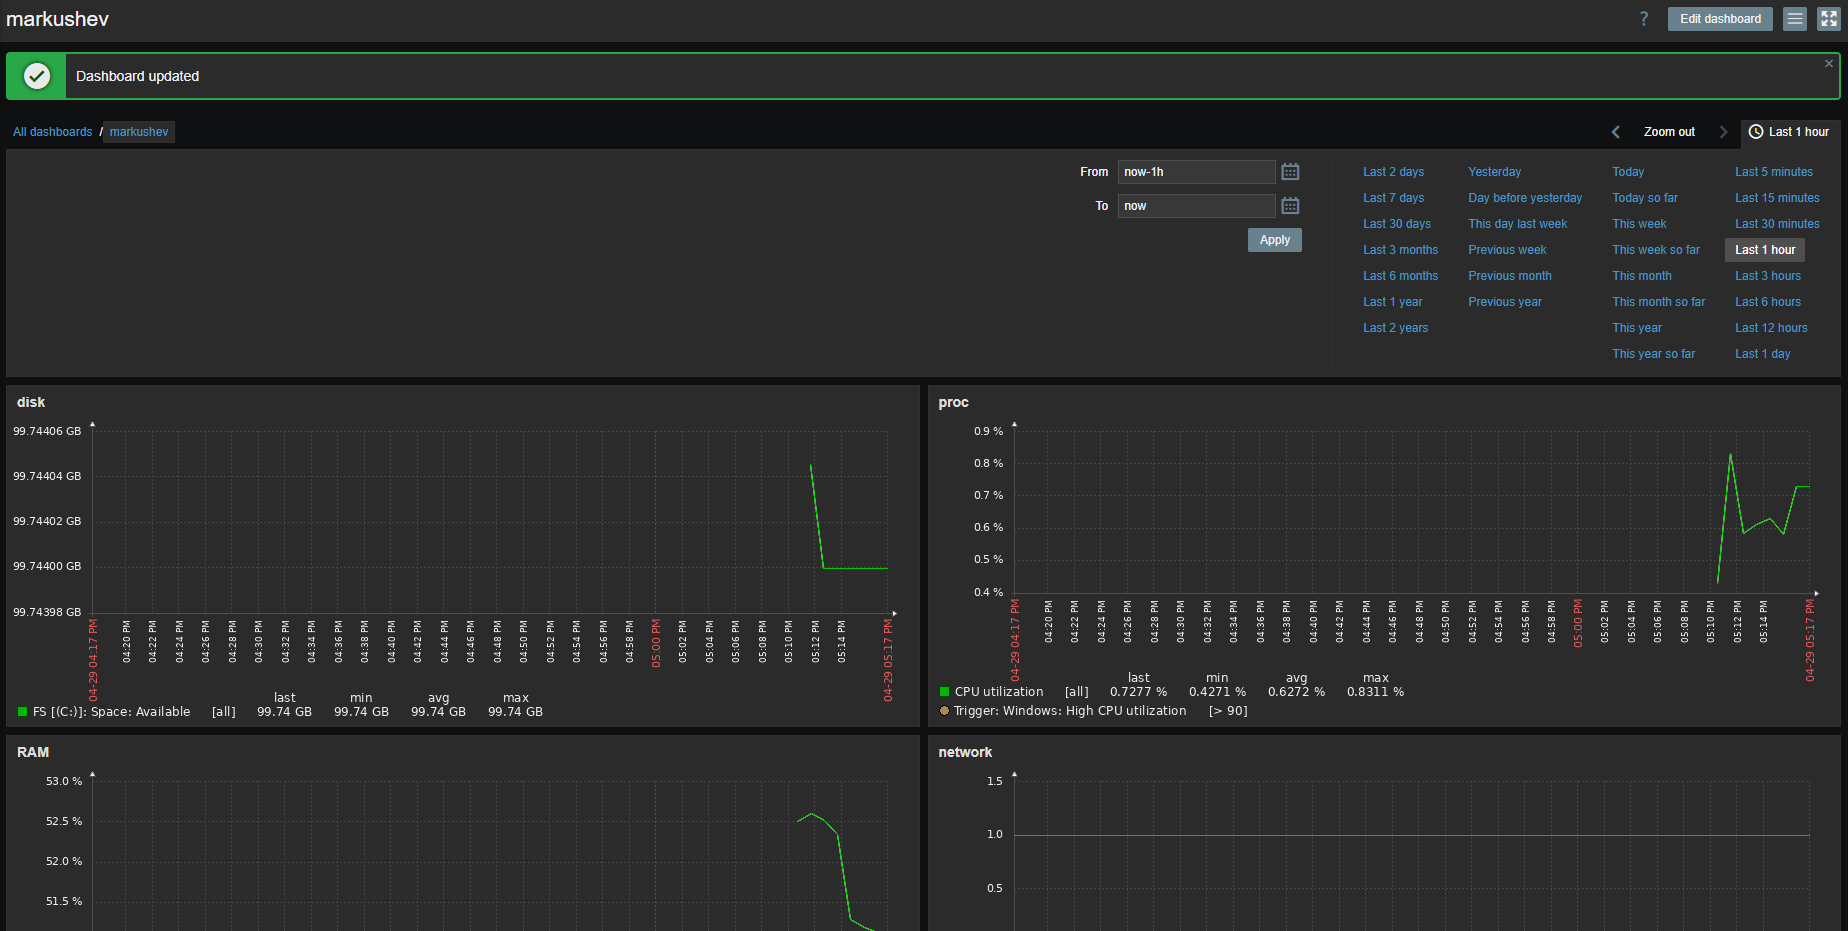 markushev
? Edit dashboard
Dashboard updated
All dashboards / markushev
Zoom out Last 1 hour
From now-1h
To now
Apply
Last 2 days Yesterday Today Last 5 minutes
Last 7 days Day before yesterday Today so far Last 15 minutes
Last 30 days This day last week This week Last 30 minutes
Last 3 months Previous week This week so far Last 1 hour
Last 6 months Previous month This month Last 3 hours
Last 1 year Previous year This month so far Last 6 hours
Last 2 years This year Last 12 hours
This year so far Last 1 day
disk
99.74406 GB
99.74404 GB
99.74402 GB
99.74400 GB
99.74398 GB
04-29 04:17 PM 04:20 PM 04:22 PM 04:24 PM 04:26 PM 04:28 PM 04:30 PM 04:32 PM 04:34 PM 04:36 PM 04:38 PM 04:40 PM 04:42 PM 04:44 PM 04:46 PM 04:48 PM 04:50 PM 04:52 PM 04:54 PM 04:56 PM 04:58 PM 05:00 PM 05:02 PM 05:04 PM 05:06 PM 05:08 PM 05:10 PM 05:12 PM 05:14 PM 04-29 05:17 PM
last min avg max
FS [(C:)]: Space: Available [all] 99.74 GB 99.74 GB 99.74 GB 99.74 GB
proc
0.9 %
0.8 %
0.7 %
0.6 %
0.5 %
0.4 %
04-29 04:17 PM 04:20 PM 04:22 PM 04:24 PM 04:26 PM 04:28 PM 04:30 PM 04:32 PM 04:34 PM 04:36 PM 04:38 PM 04:40 PM 04:42 PM 04:44 PM 04:46 PM 04:48 PM 04:50 PM 04:52 PM 04:54 PM 04:56 PM 04:58 PM 05:00 PM 05:02 PM 05:04 PM 05:06 PM 05:08 PM 05:10 PM 05:12 PM 05:14 PM 04-29 05:17 PM
last min avg max
CPU utilization [all] 0.7277 % 0.4271 % 0.6272 % 0.8311 %
Trigger: Windows: High CPU utilization [> 90]
RAM
53.0 %
52.5 %
52.0 %
51.5 %
network
1.5
1.0
0.5